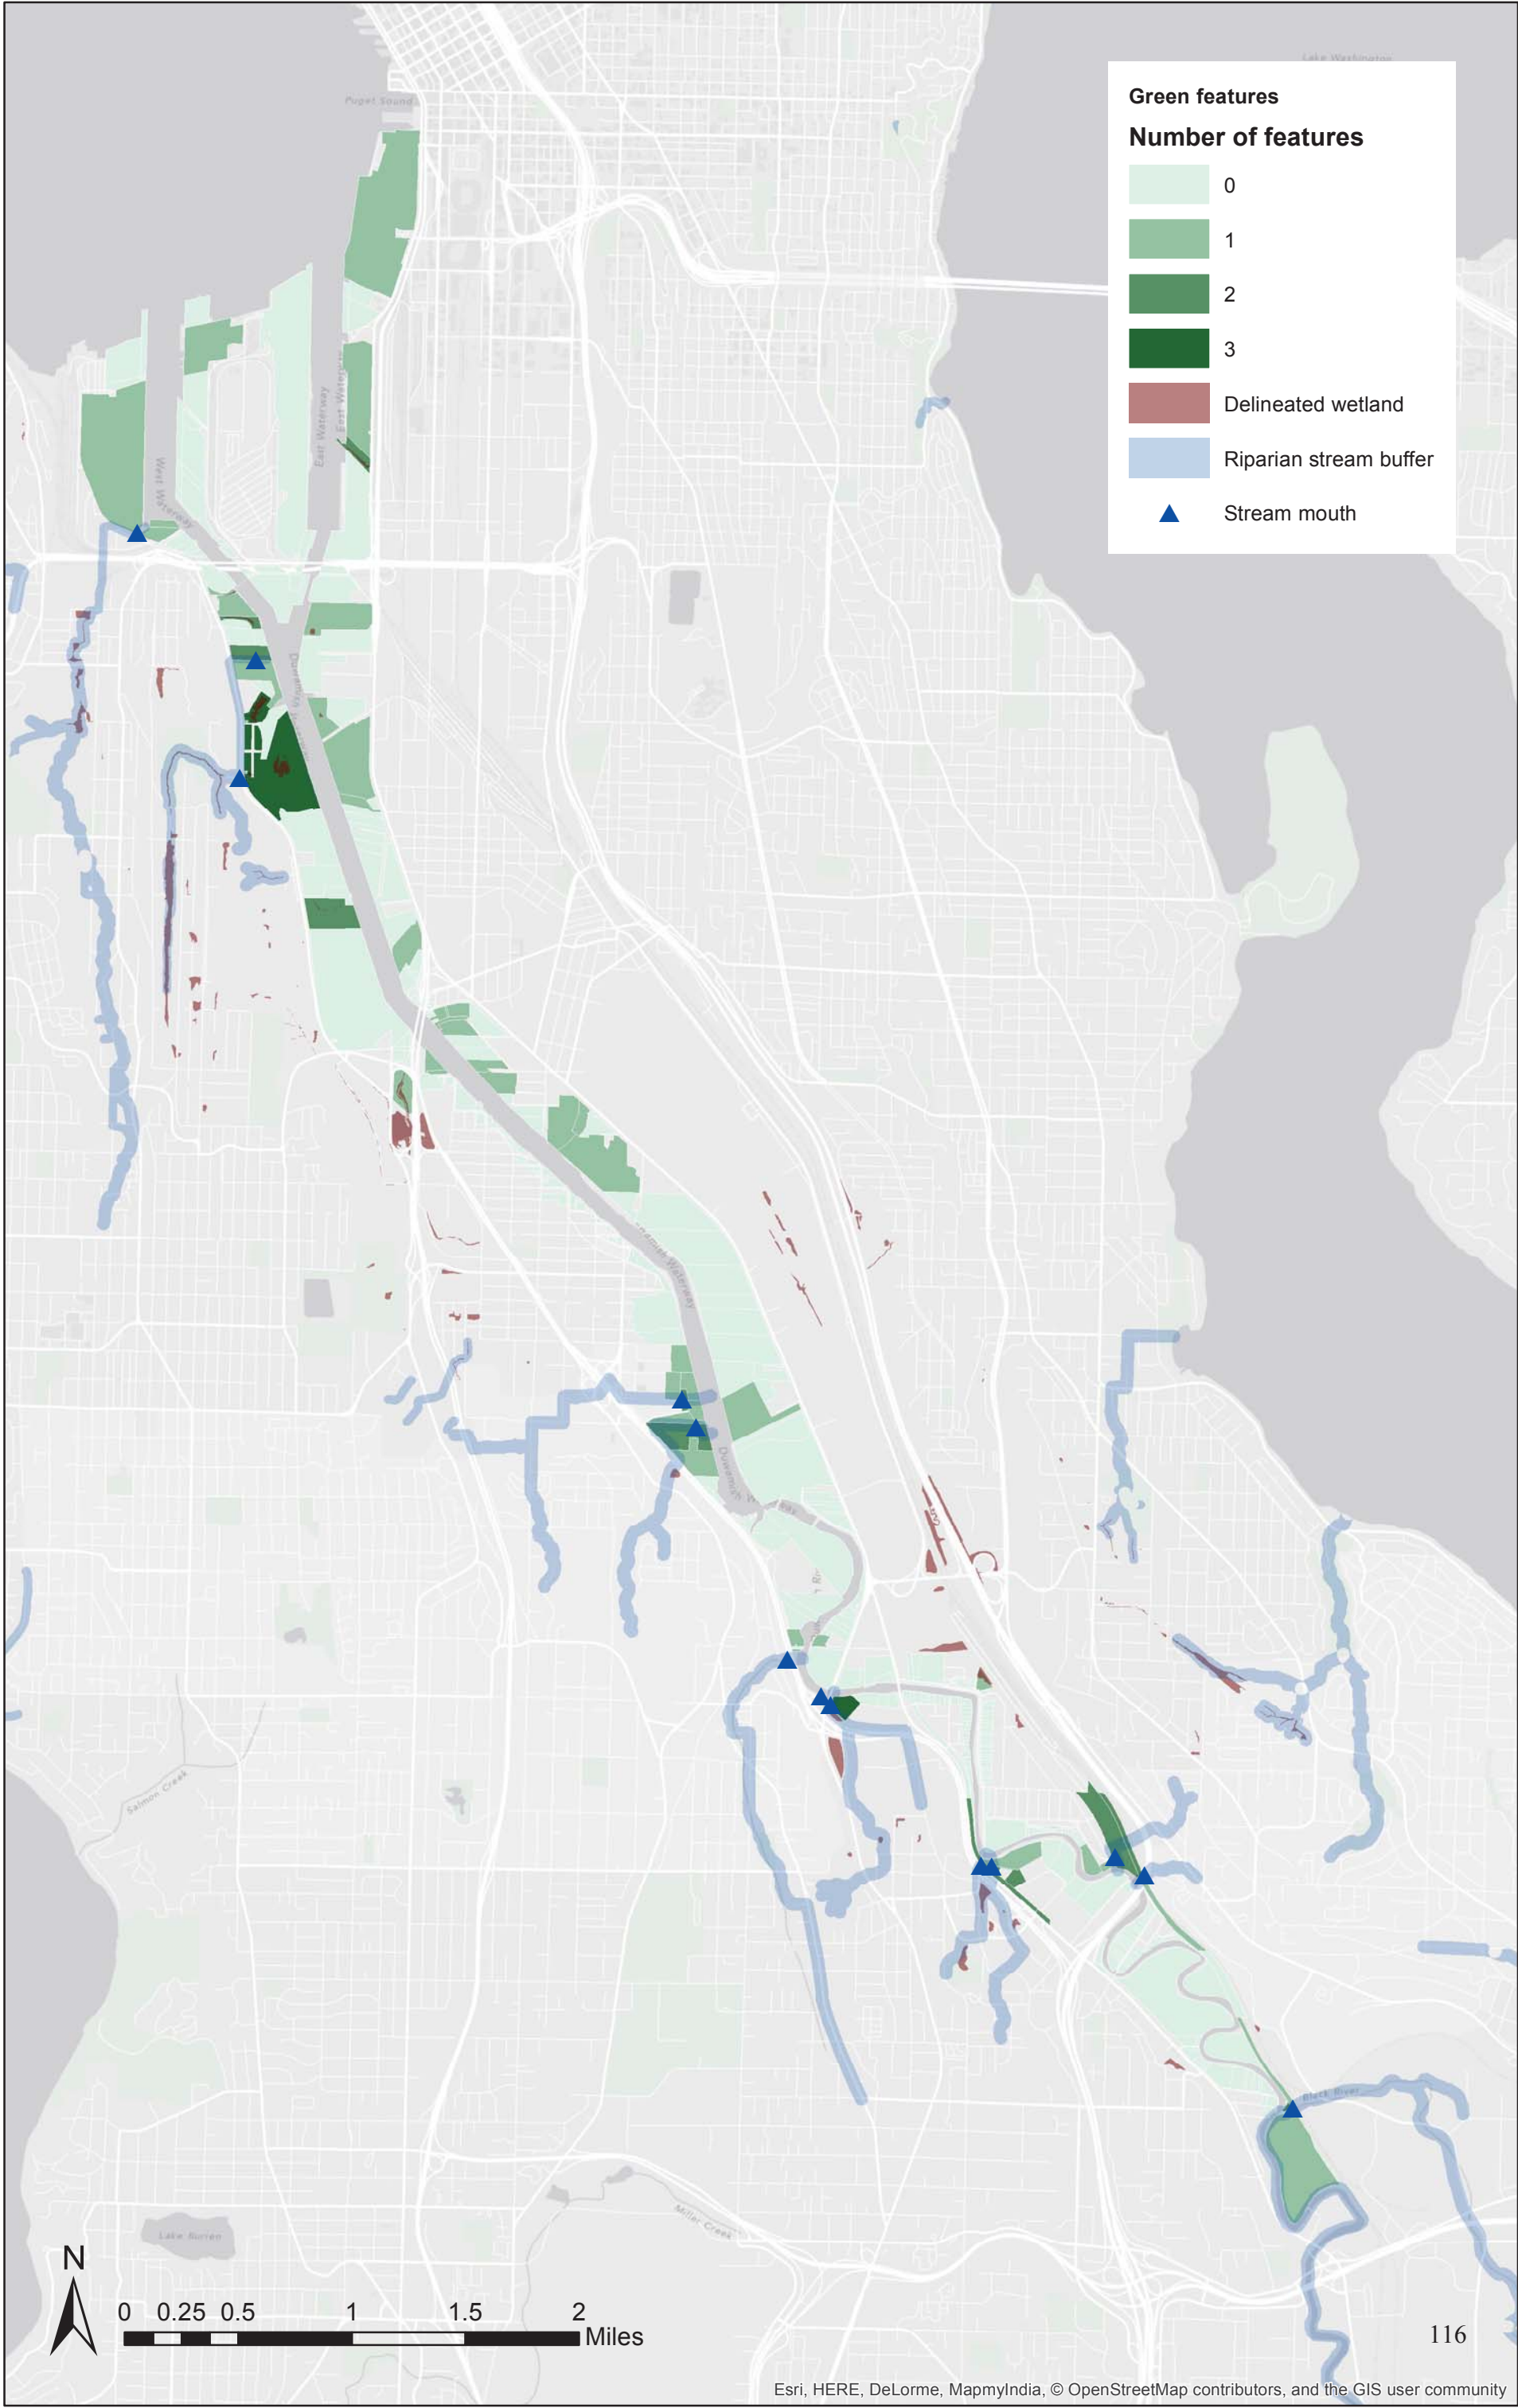 Lake Washington
Puget Sound
Green features
Number of features
0
1
2
3
Delineated wetland
Riparian stream buffer
Stream mouth
East Waterway
East Waterway
West Waterway
Duwamish Waterway
Salmon Creek
Black River
Miller Creek
Lake Burien
N
0 0.25 0.5 1 1.5 2
Miles
116
Esri, HERE, DeLorme, MapmyIndia, © OpenStreetMap contributors, and the GIS user community